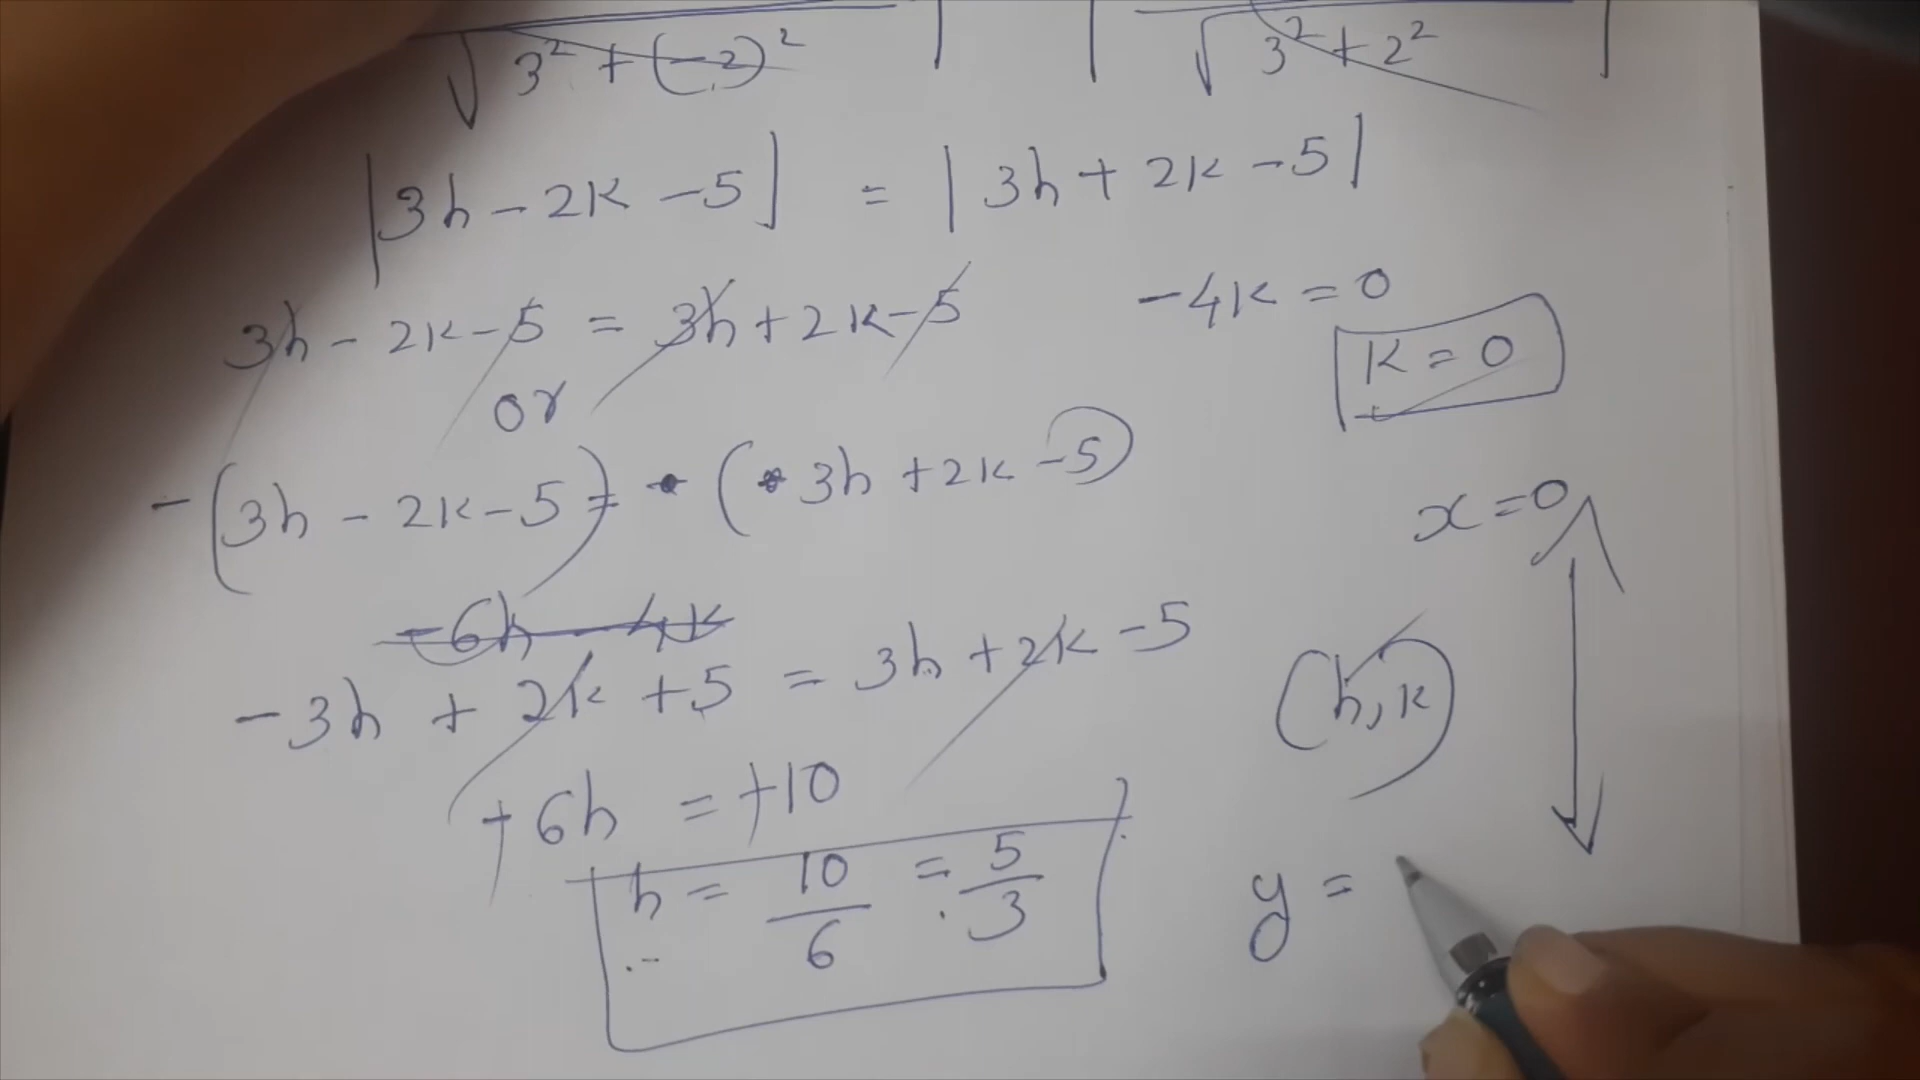 √3² + (-2)² | | √3² + 2² |
|3h - 2k - 5| = |3h + 2k - 5|
3h - 2k - 5 = 3h + 2k - 5
-4k = 0
k = 0
or
-(3h - 2k - 5) = (3h + 2k - 5)
x = 0
-6h - 4k
-3h + 2k + 5 = 3h + 2k - 5
(h, k)
+6h = +10
h = 10/6 = 5/3
y =